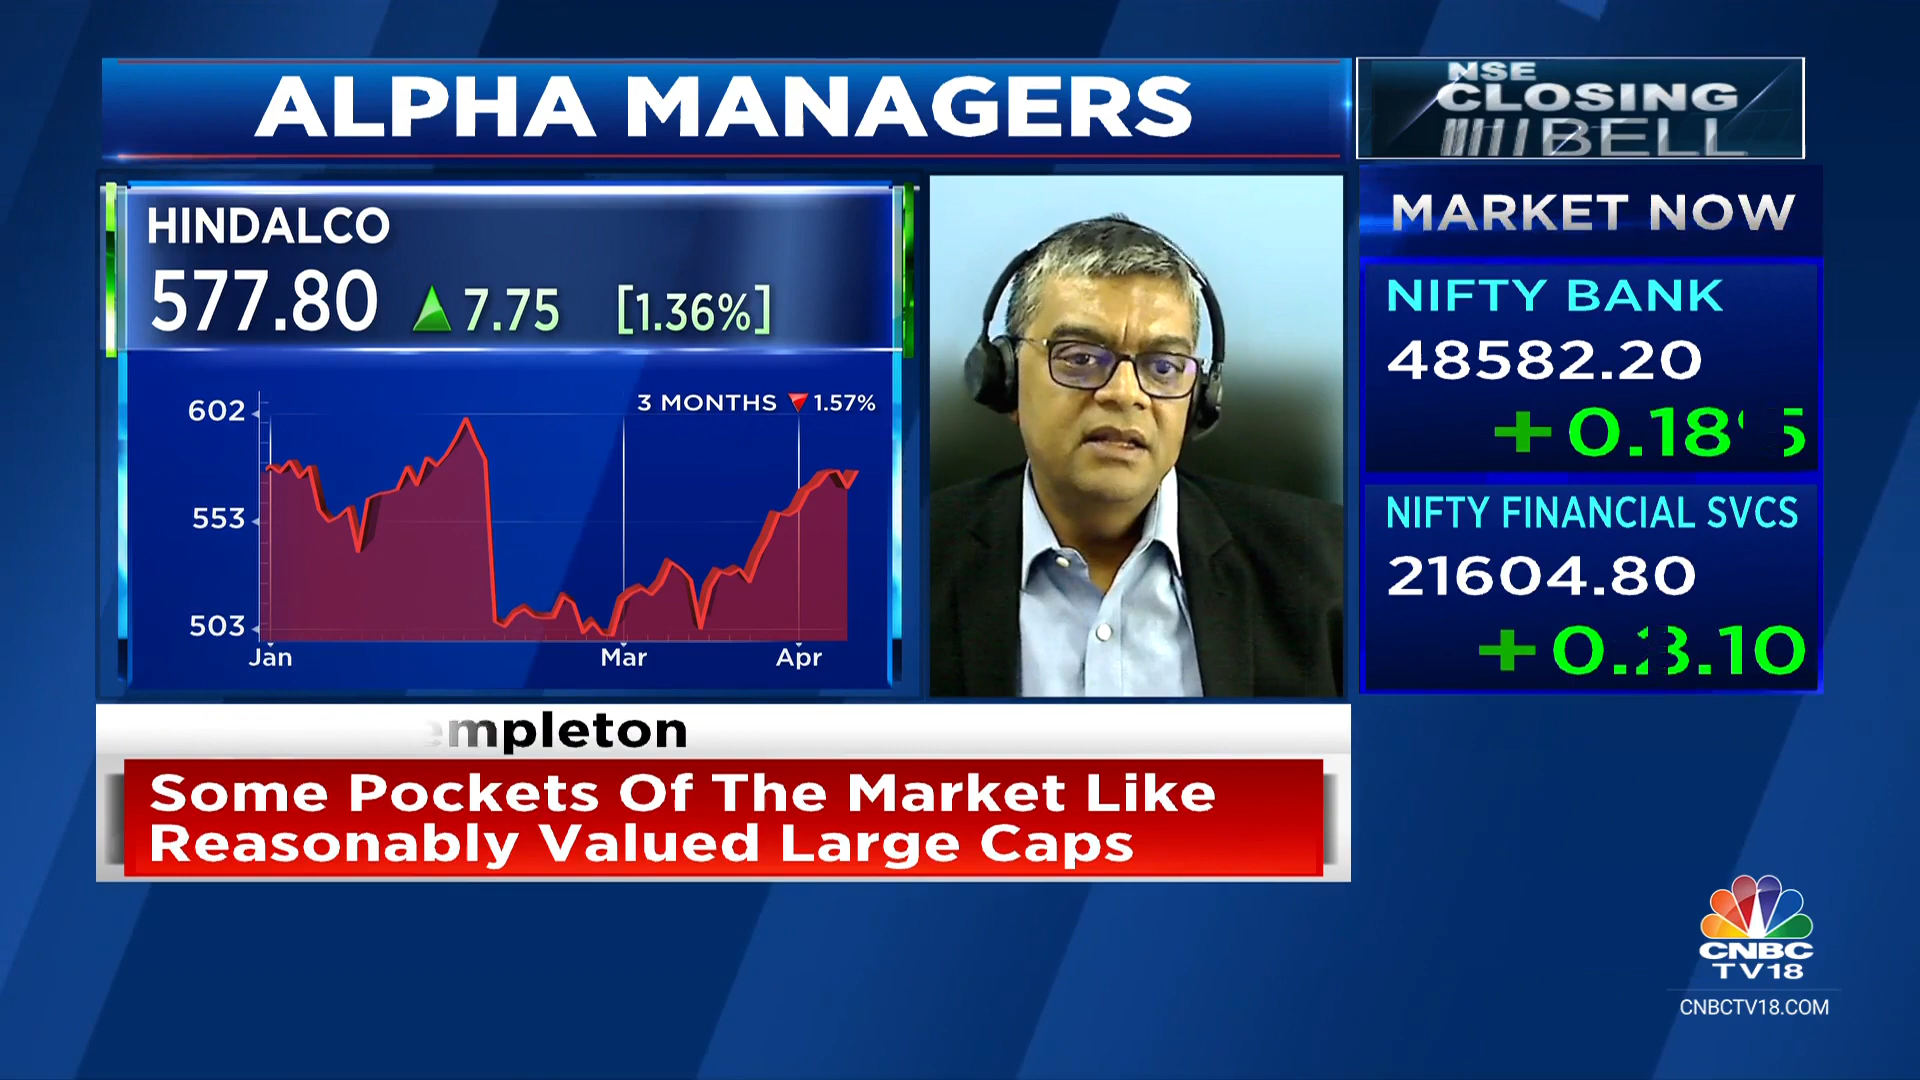 ALPHA MANAGERS
NSE
CLOSING
BELL
HINDALCO
577.80 ▲ 7.75 [1.36%]
3 MONTHS ▼ 1.57%
602
553
503
Jan Mar Apr
MARKET NOW
NIFTY BANK
48582.20
NIFTY FINANCIAL SVCS
21604.80
mpleton
Some Pockets Of The Market Like
Reasonably Valued Large Caps
CNBC
TV18
CNBCTV18.COM